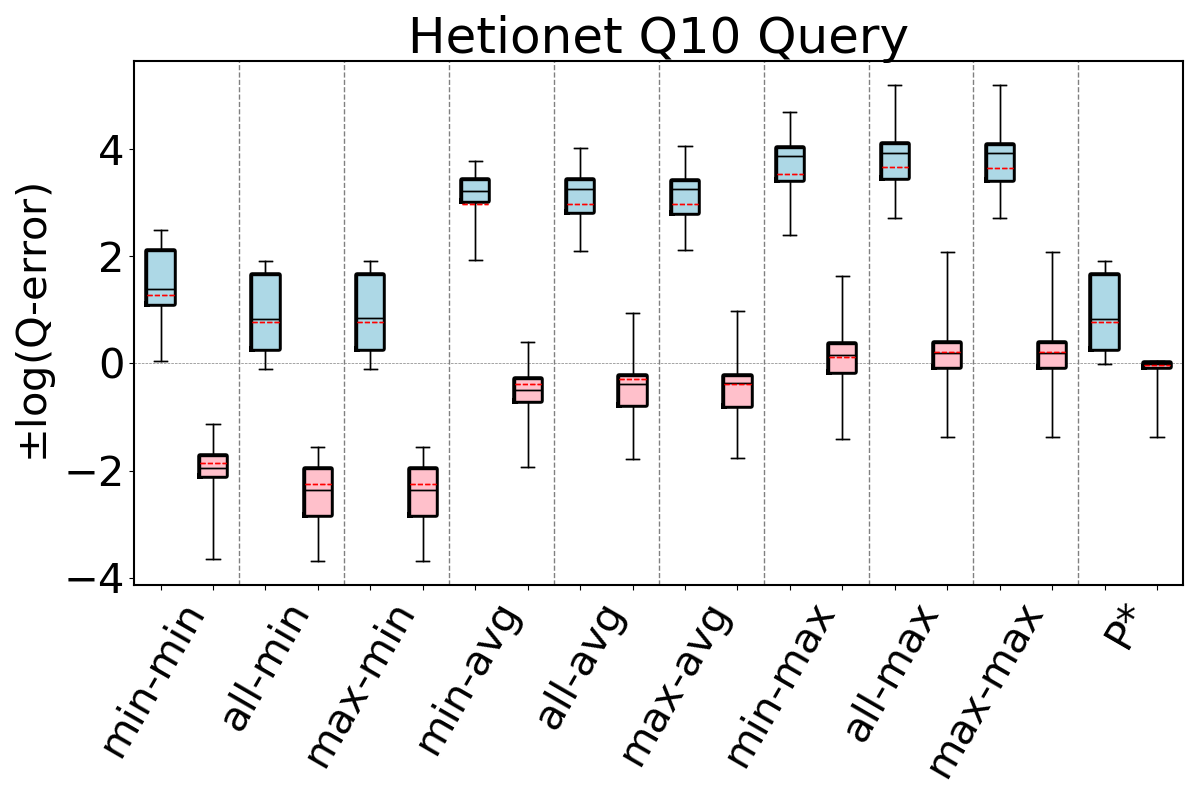 Hetionet Q10 Query
±log(Q-error)
4
2
0
−2
−4
min-min
all-min
max-min
min-avg
all-avg
max-avg
min-max
all-max
max-max
P*